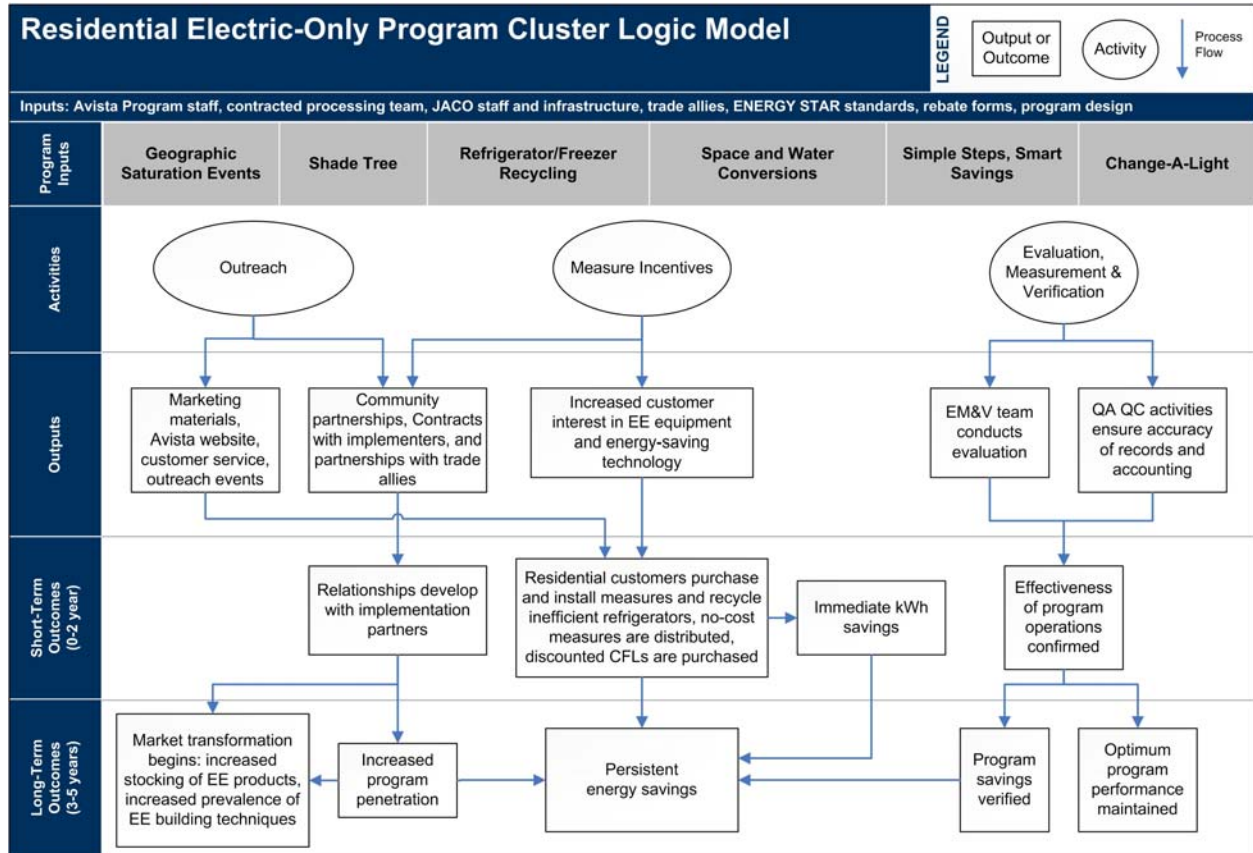 Residential Electric-Only Program Cluster Logic Model
LEGEND
Output or
Outcome
Activity
Process
Flow
Inputs: Avista Program staff, contracted processing team, JACO staff and infrastructure, trade allies, ENERGY STAR standards, rebate forms, program design
Program
Inputs
Geographic
Saturation Events
Shade Tree
Refrigerator/Freezer
Recycling
Space and Water
Conversions
Simple Steps, Smart
Savings
Change-A-Light
Activities
Outreach
Measure Incentives
Evaluation,
Measurement &
Verification
Outputs
Marketing
materials,
Avista website,
customer service,
outreach events
Community
partnerships, Contracts
with implementers, and
partnerships with trade
allies
Increased customer
interest in EE equipment
and energy-saving
technology
EM&V team
conducts
evaluation
QA QC activities
ensure accuracy
of records and
accounting
Short-Term
Outcomes
(0-2 year)
Relationships develop
with implementation
partners
Residential customers purchase
and install measures and recycle
inefficient refrigerators, no-cost
measures are distributed,
discounted CFLs are purchased
Immediate kWh
savings
Effectiveness
of program
operations
confirmed
Long-Term
Outcomes
(3-5 years)
Market transformation
begins: increased
stocking of EE products,
increased prevalence of
EE building techniques
Increased
program
penetration
Persistent
energy savings
Program
savings
verified
Optimum
program
performance
maintained